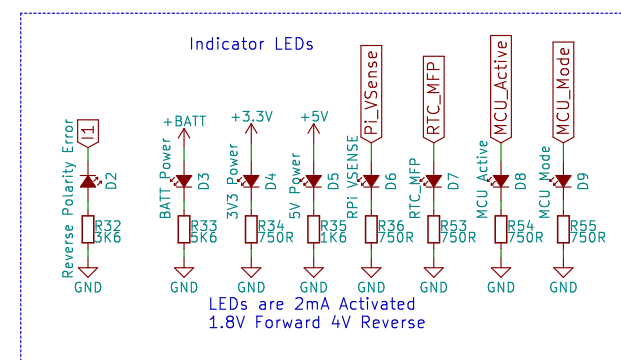 Indicator LEDs
I1
+BATT
+3.3V
+5V
Pi_VSense
RTC_MFP
MCU_Active
MCU_Mode
Reverse Polarity Error
D2
BATT Power
D3
3V3 Power
D4
5V Power
D5
RPi VSENSE
D6
RTC_MFP
D7
MCU Active
D8
MCU Mode
D9
R32
3K6
R33
5K6
R34
750R
R35
1K6
R36
750R
R53
750R
R54
750R
R55
750R
GND
GND
GND
GND
GND
GND
GND
GND
LEDs are 2mA Activated
1.8V Forward 4V Reverse